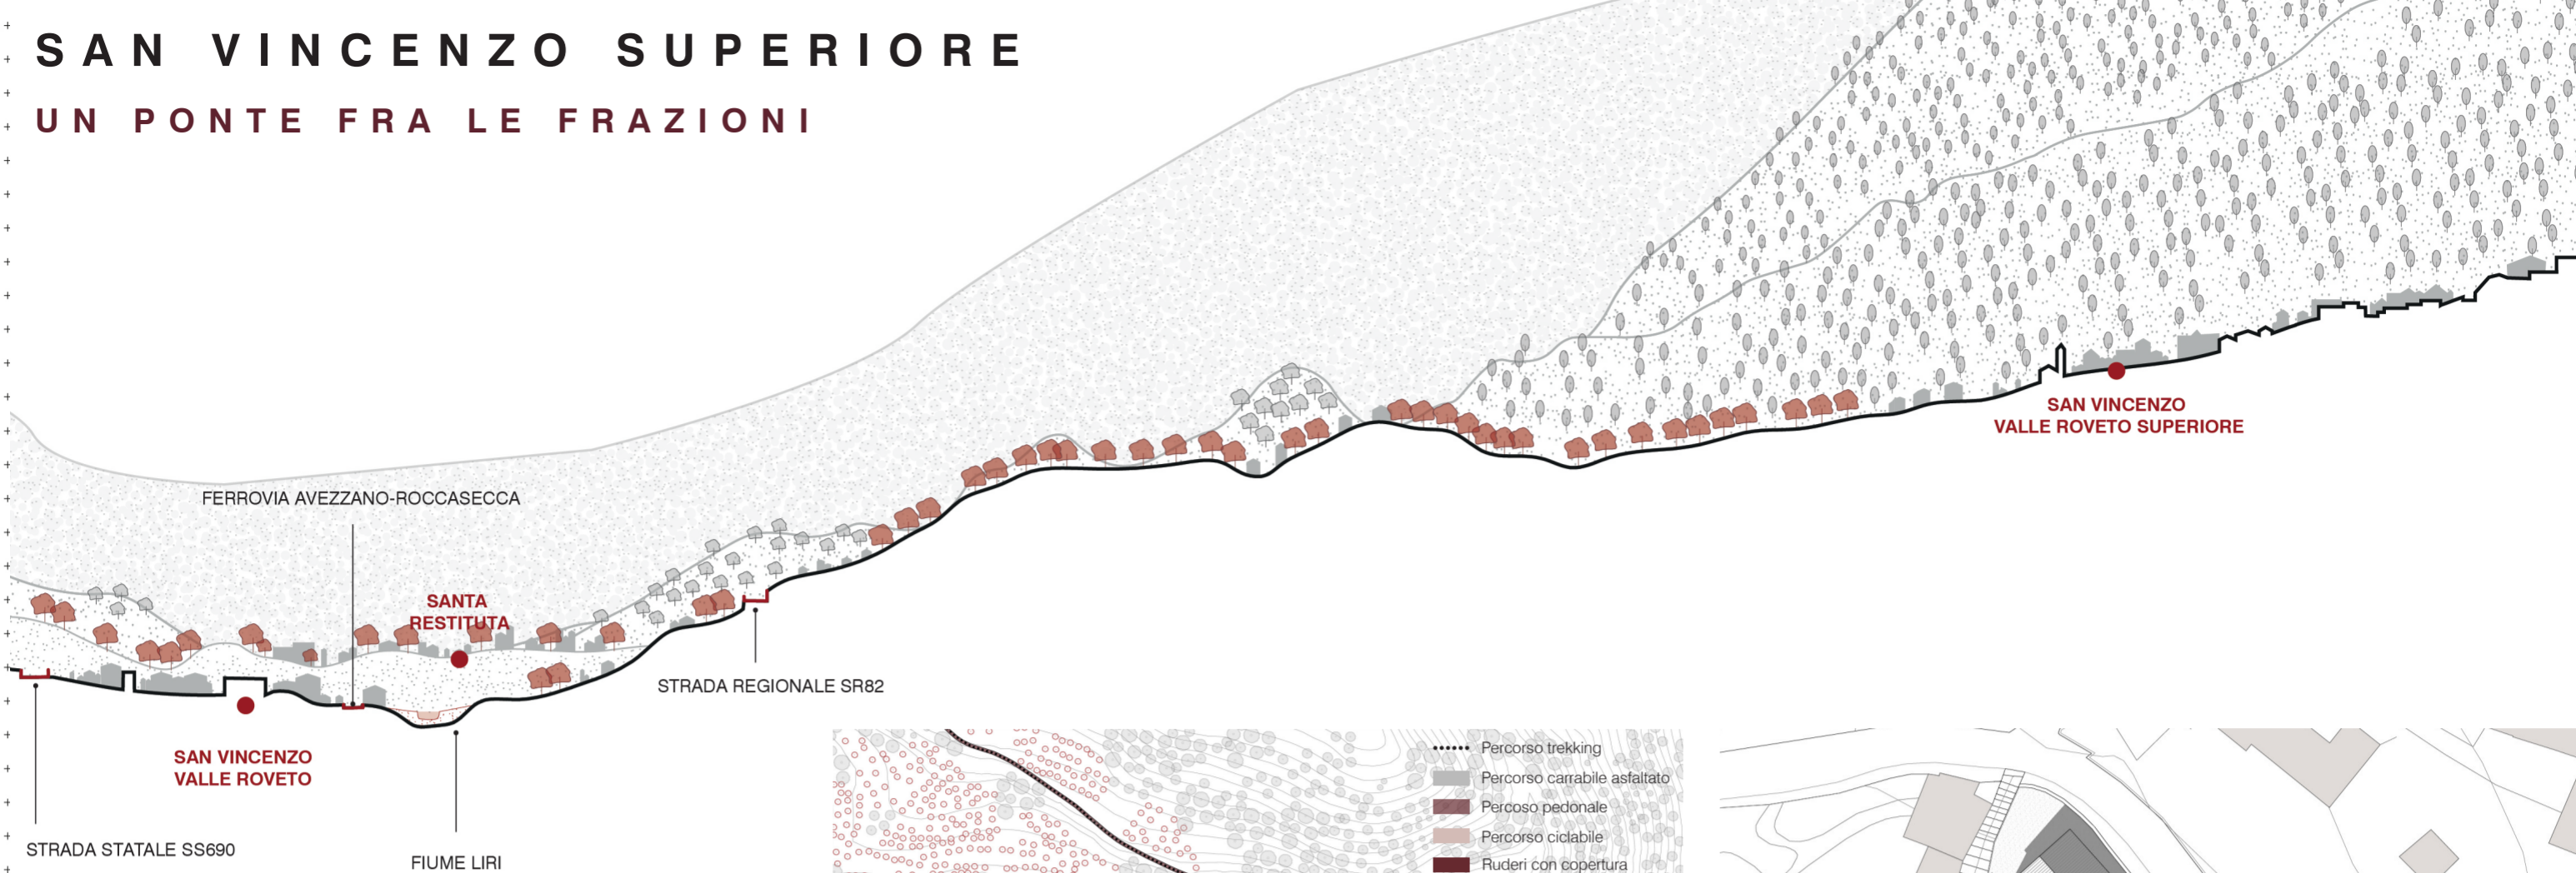 SAN VINCENZO SUPERIORE
UN PONTE FRA LE FRAZIONI
FERROVIA AVEZZANO-ROCCASECCA
SANTA
RESTITUTA
SAN VINCENZO
VALLE ROVETO SUPERIORE
STRADA REGIONALE SR82
SAN VINCENZO
VALLE ROVETO
STRADA STATALE SS690
FIUME LIRI
Percorso trekking
Percorso carrabile asfaltato
Percoso pedonale
Percorso ciclabile
Ruderi con copertura